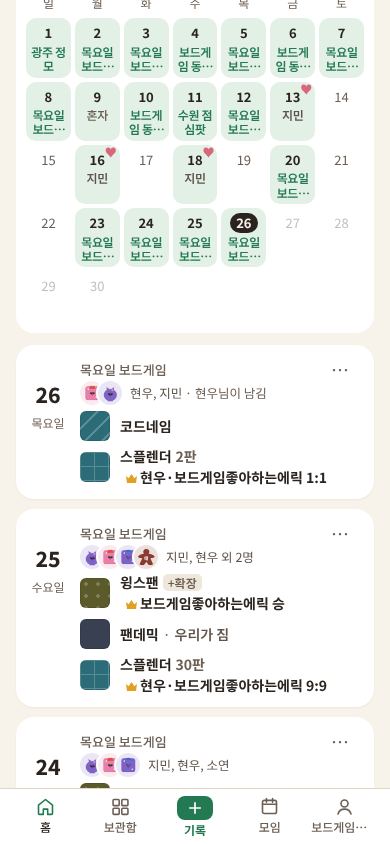 일 월 화 수 목 금 토
1 2 3 4 5 6 7
광주 정모 목요일 보드… 목요일 보드… 보드게임 동… 목요일 보드… 보드게임 동… 목요일 보드…
8 9 10 11 12 13 14
목요일 보드… 혼자 보드게임 동… 수원 점심팟 목요일 보드… 지민
15 16 17 18 19 20 21
지민 지민 목요일 보드…
22 23 24 25 26 27 28
목요일 보드… 목요일 보드… 목요일 보드… 목요일 보드…
29 30
목요일 보드게임 ···
26
목요일
현우, 지민 · 현우님이 남김
코드네임
스플렌더 2판
현우·보드게임좋아하는에릭 1:1
목요일 보드게임 ···
25
수요일
지민, 현우 외 2명
윙스팬 +확장
보드게임좋아하는에릭 승
팬데믹 · 우리가 짐
스플렌더 30판
현우·보드게임좋아하는에릭 9:9
목요일 보드게임 ···
24
지민, 현우, 소연
홈 보관함 기록 모임 보드게임…